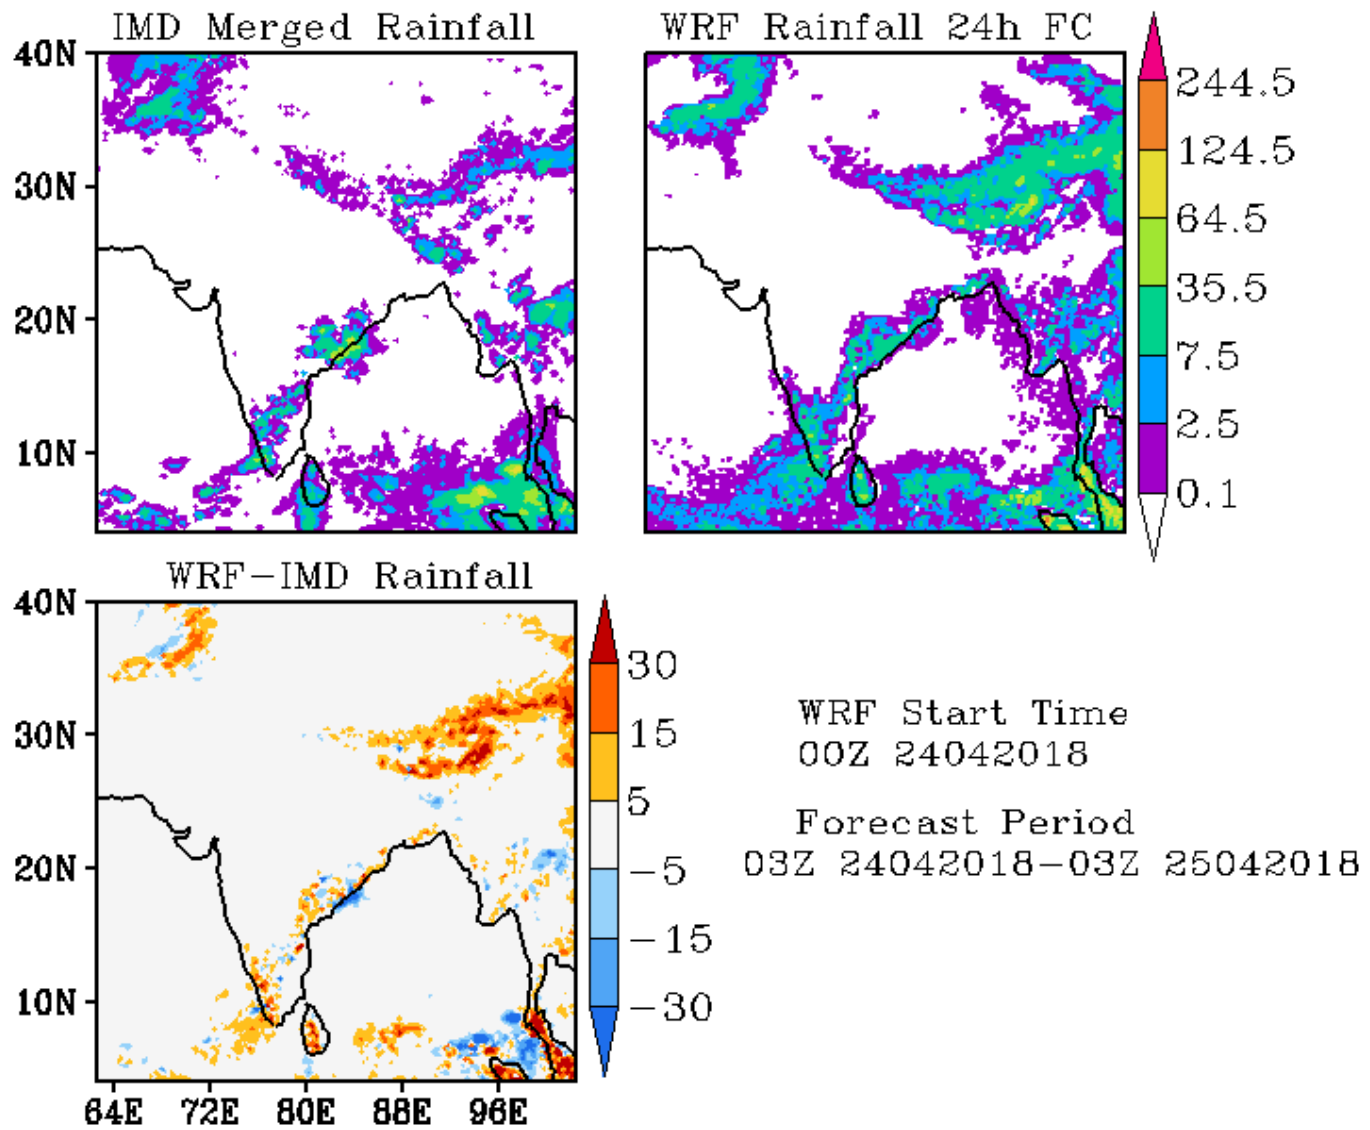 IMD Merged Rainfall
WRF Rainfall 24h FC
40N
30N
20N
10N
244.5
124.5
64.5
35.5
7.5
2.5
0.1
WRF-IMD Rainfall
40N
30N
20N
10N
64E 72E 80E 88E 96E
30
15
5
-5
-15
-30
WRF Start Time
00Z 24042018
Forecast Period
03Z 24042018-03Z 25042018